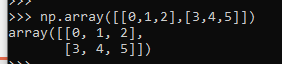 >>>
>>> np.array([[0,1,2],[3,4,5]])
array([[0, 1, 2],
       [3, 4, 5]])
>>>